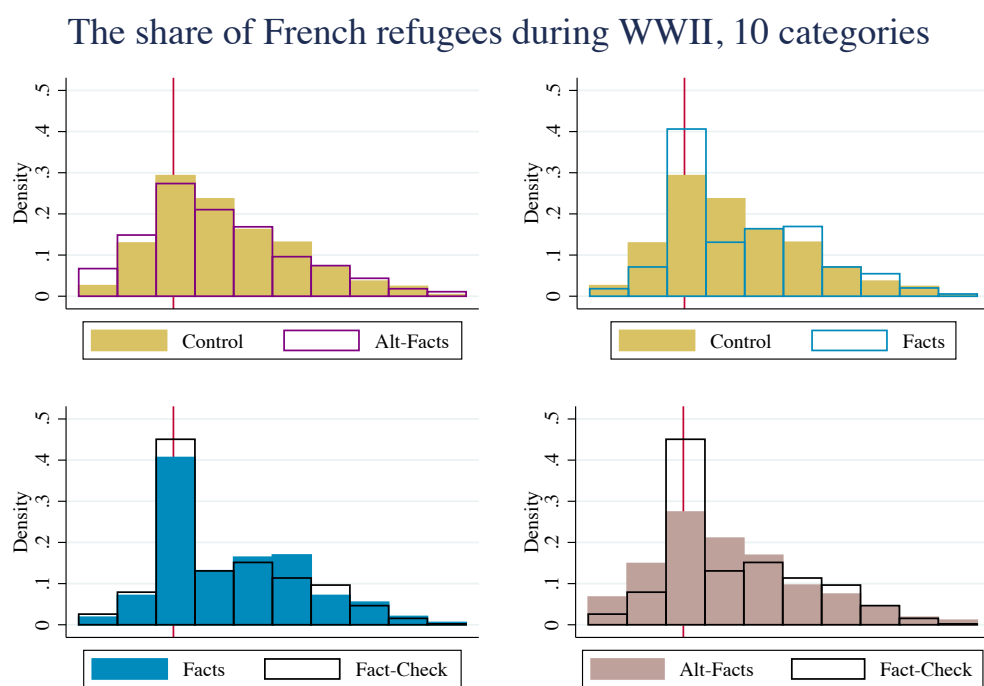 The share of French refugees during WWII, 10 categories
Density
0 .1 .2 .3 .4 .5
Control Alt-Facts
Density
0 .1 .2 .3 .4 .5
Control Facts
Density
0 .1 .2 .3 .4 .5
Facts Fact-Check
Density
0 .1 .2 .3 .4 .5
Alt-Facts Fact-Check